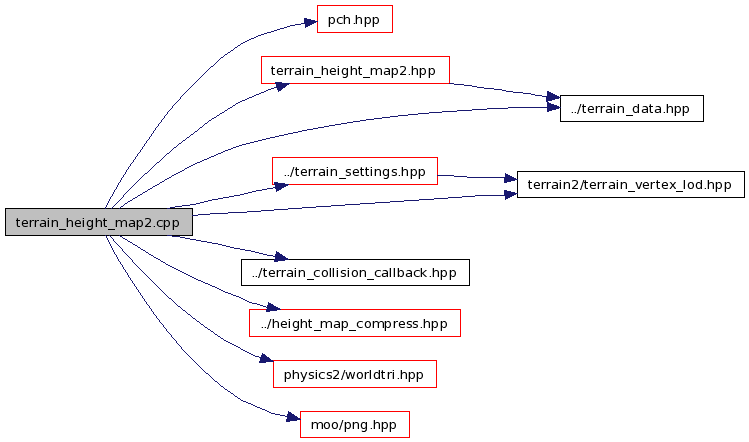 pch.hpp
terrain_height_map2.hpp
../terrain_data.hpp
../terrain_settings.hpp
terrain2/terrain_vertex_lod.hpp
terrain_height_map2.cpp
../terrain_collision_callback.hpp
../height_map_compress.hpp
physics2/worldtri.hpp
moo/png.hpp